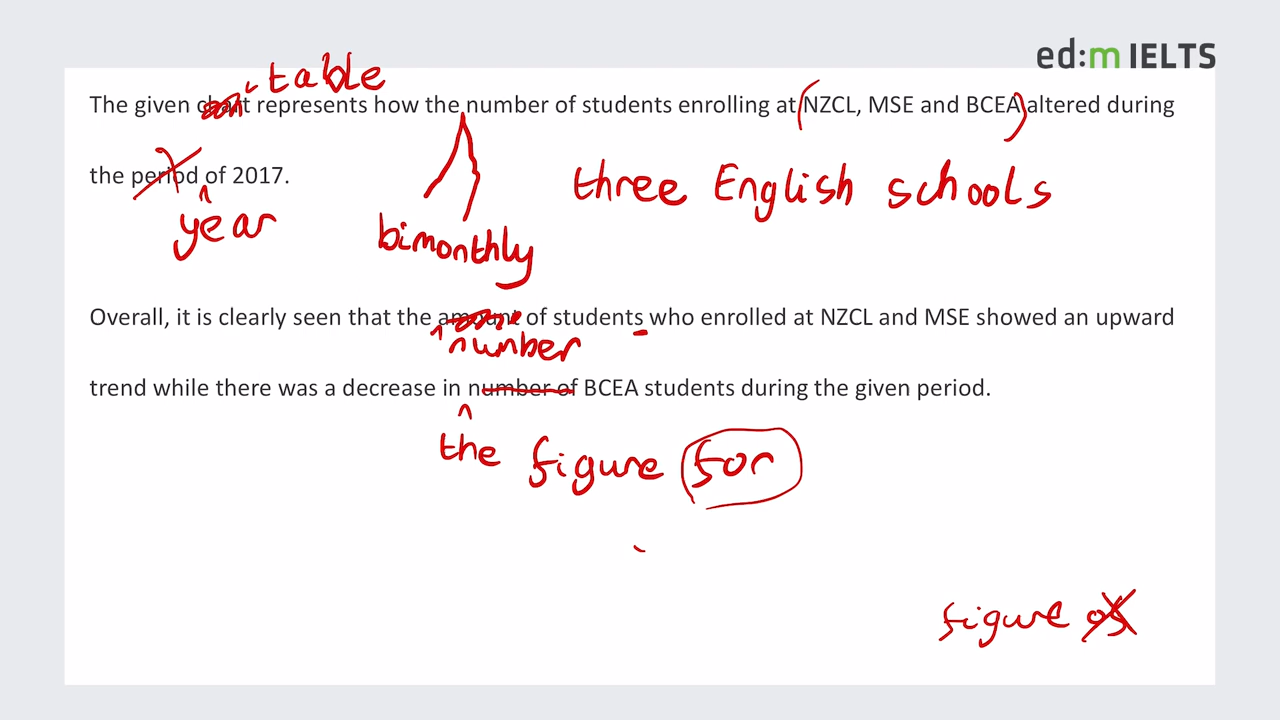 ed:m IELTS
table
The given chart represents how the number of students enrolling at (NZCL, MSE and BCEA) altered during
the period of 2017.
three English schools
year
bimonthly
Overall, it is clearly seen that the amount of students who enrolled at NZCL and MSE showed an upward
number
trend while there was a decrease in number of BCEA students during the given period.
the figure for
figure of